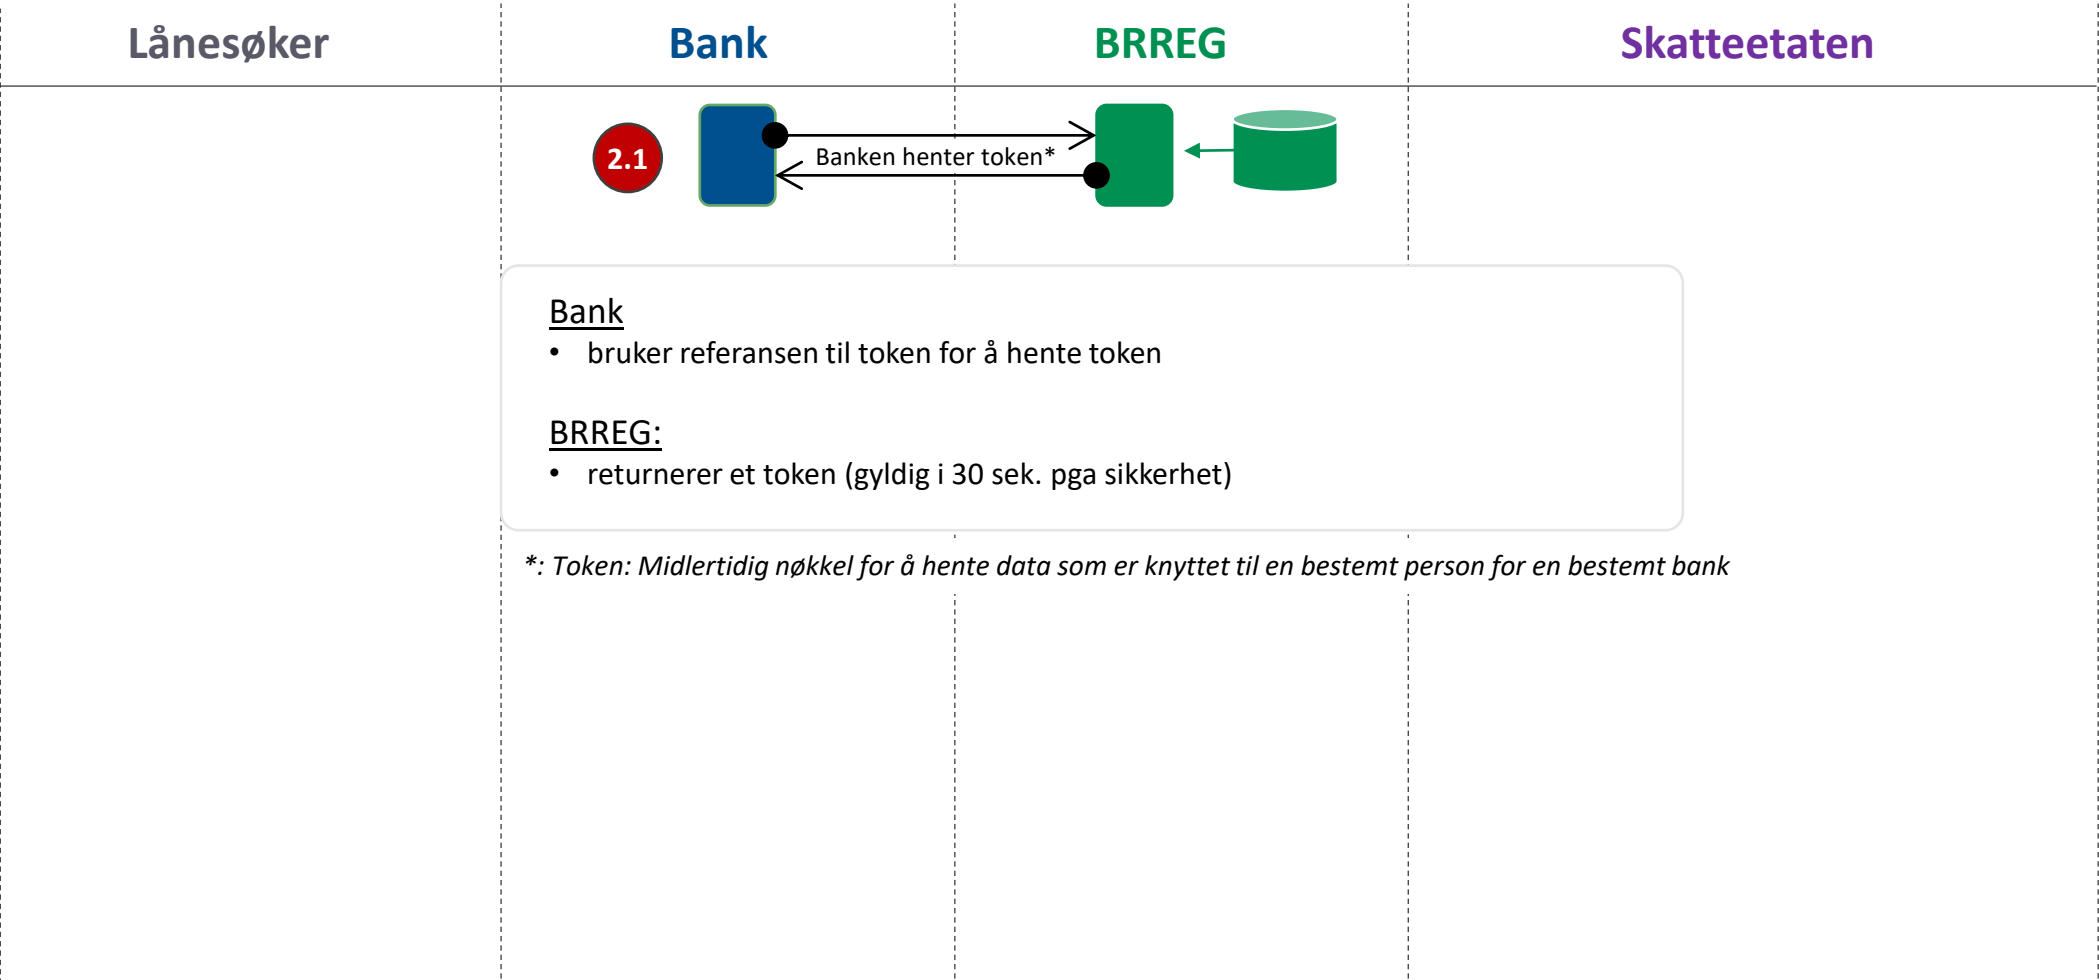 Lånesøker
Bank
BRREG
Skatteetaten
2.1
Banken henter token*
Bank
• bruker referansen til token for å hente token
BRREG:
• returnerer et token (gyldig i 30 sek. pga sikkerhet)
*: Token: Midlertidig nøkkel for å hente data som er knyttet til en bestemt person for en bestemt bank